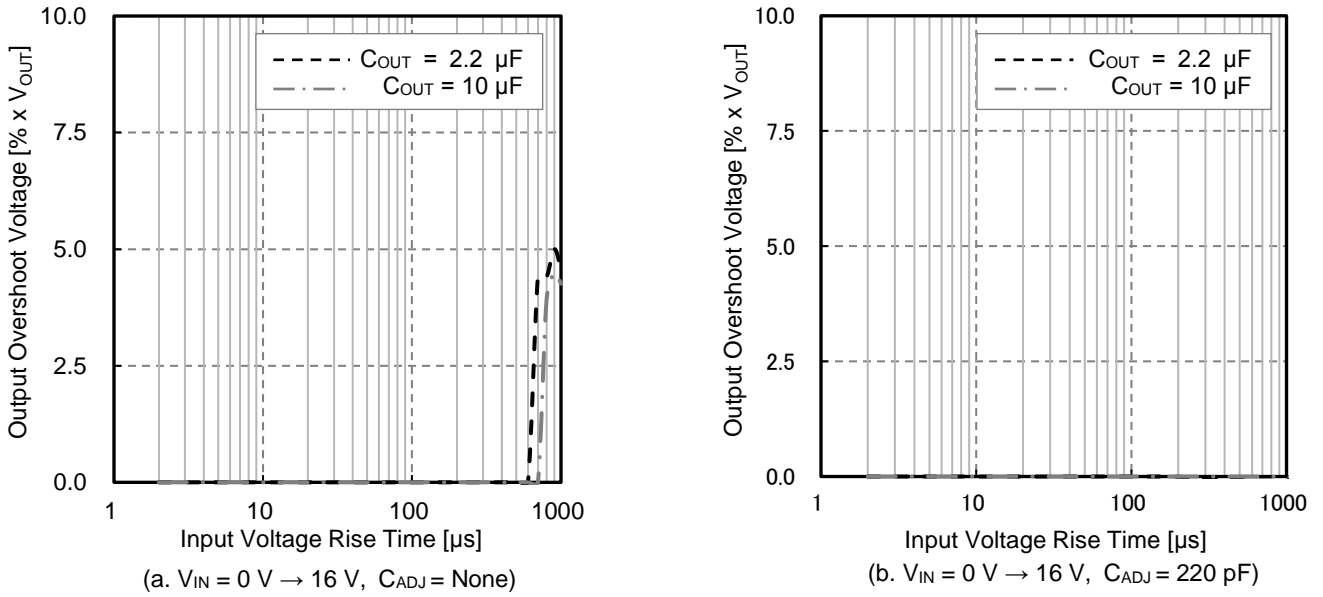 Output Overshoot Voltage [% x VOUT]
10.0
7.5
5.0
2.5
0.0
COUT = 2.2 µF
COUT = 10 µF
1
10
100
1000
Input Voltage Rise Time [µs]
(a. VIN = 0 V → 16 V, CADJ = None)
Output Overshoot Voltage [% x VOUT]
10.0
7.5
5.0
2.5
0.0
COUT = 2.2 µF
COUT = 10 µF
1
10
100
1000
Input Voltage Rise Time [µs]
(b. VIN = 0 V → 16 V, CADJ = 220 pF)